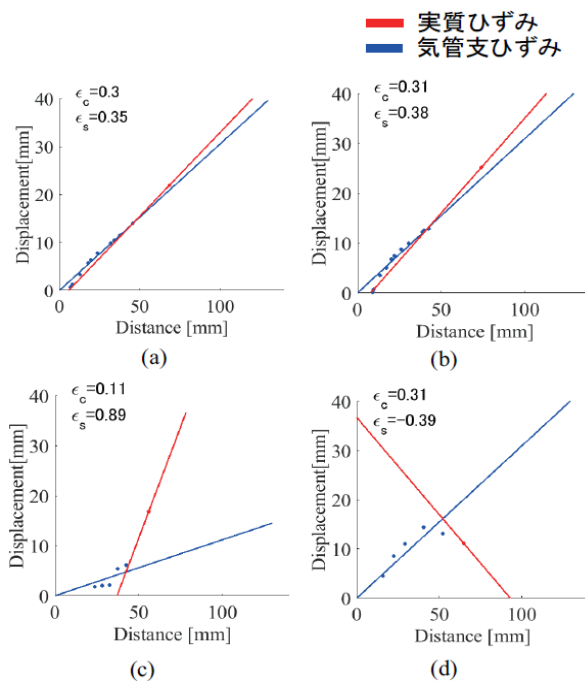 実質ひずみ
気管支ひずみ
ϵc=0.3
ϵs=0.35
40
30
20
10
0
Displacement[mm]
0 50 100
Distance [mm]
(a)
ϵc=0.31
ϵs=0.38
40
30
20
10
0
Displacement[mm]
0 50 100
Distance [mm]
(b)
ϵc=0.11
ϵs=0.89
40
30
20
10
0
Displacement[mm]
0 50 100
Distance [mm]
(c)
ϵc=0.31
ϵs=-0.39
40
30
20
10
0
Displacement[mm]
0 50 100
Distance [mm]
(d)